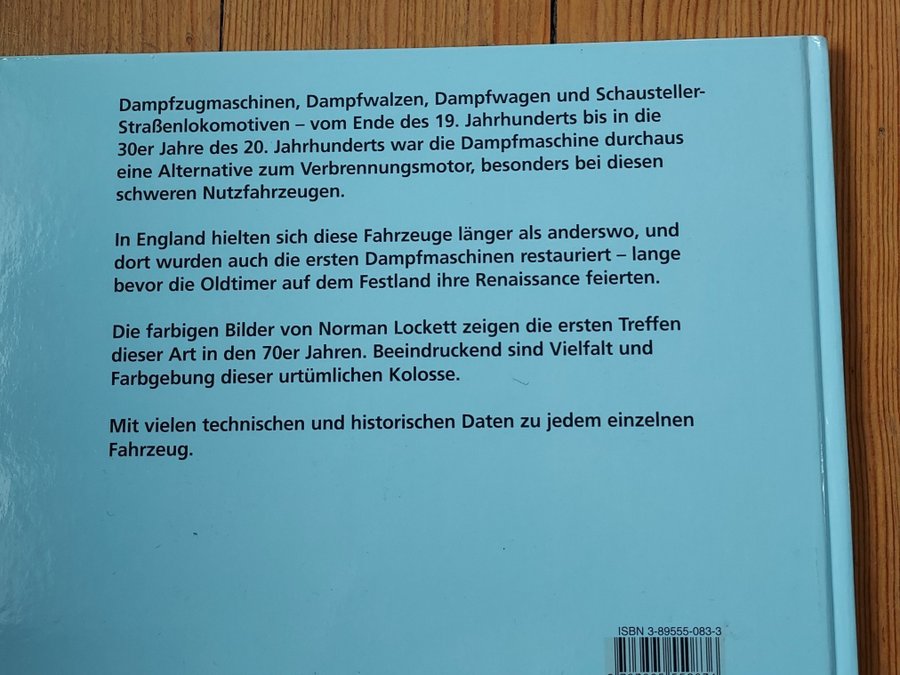 Dampfzugmaschinen, Dampfwalzen, Dampfwagen und Schausteller-
Straßenlokomotiven – vom Ende des 19. Jahrhunderts bis in die
30er Jahre des 20. Jahrhunderts war die Dampfmaschine durchaus
eine Alternative zum Verbrennungsmotor, besonders bei diesen
schweren Nutzfahrzeugen.
In England hielten sich diese Fahrzeuge länger als anderswo, und
dort wurden auch die ersten Dampfmaschinen restauriert – lange
bevor die Oldtimer auf dem Festland ihre Renaissance feierten.
Die farbigen Bilder von Norman Lockett zeigen die ersten Treffen
dieser Art in den 70er Jahren. Beeindruckend sind Vielfalt und
Farbgebung dieser urtümlichen Kolosse.
Mit vielen technischen und historischen Daten zu jedem einzelnen
Fahrzeug.
ISBN 3-89555-083-3